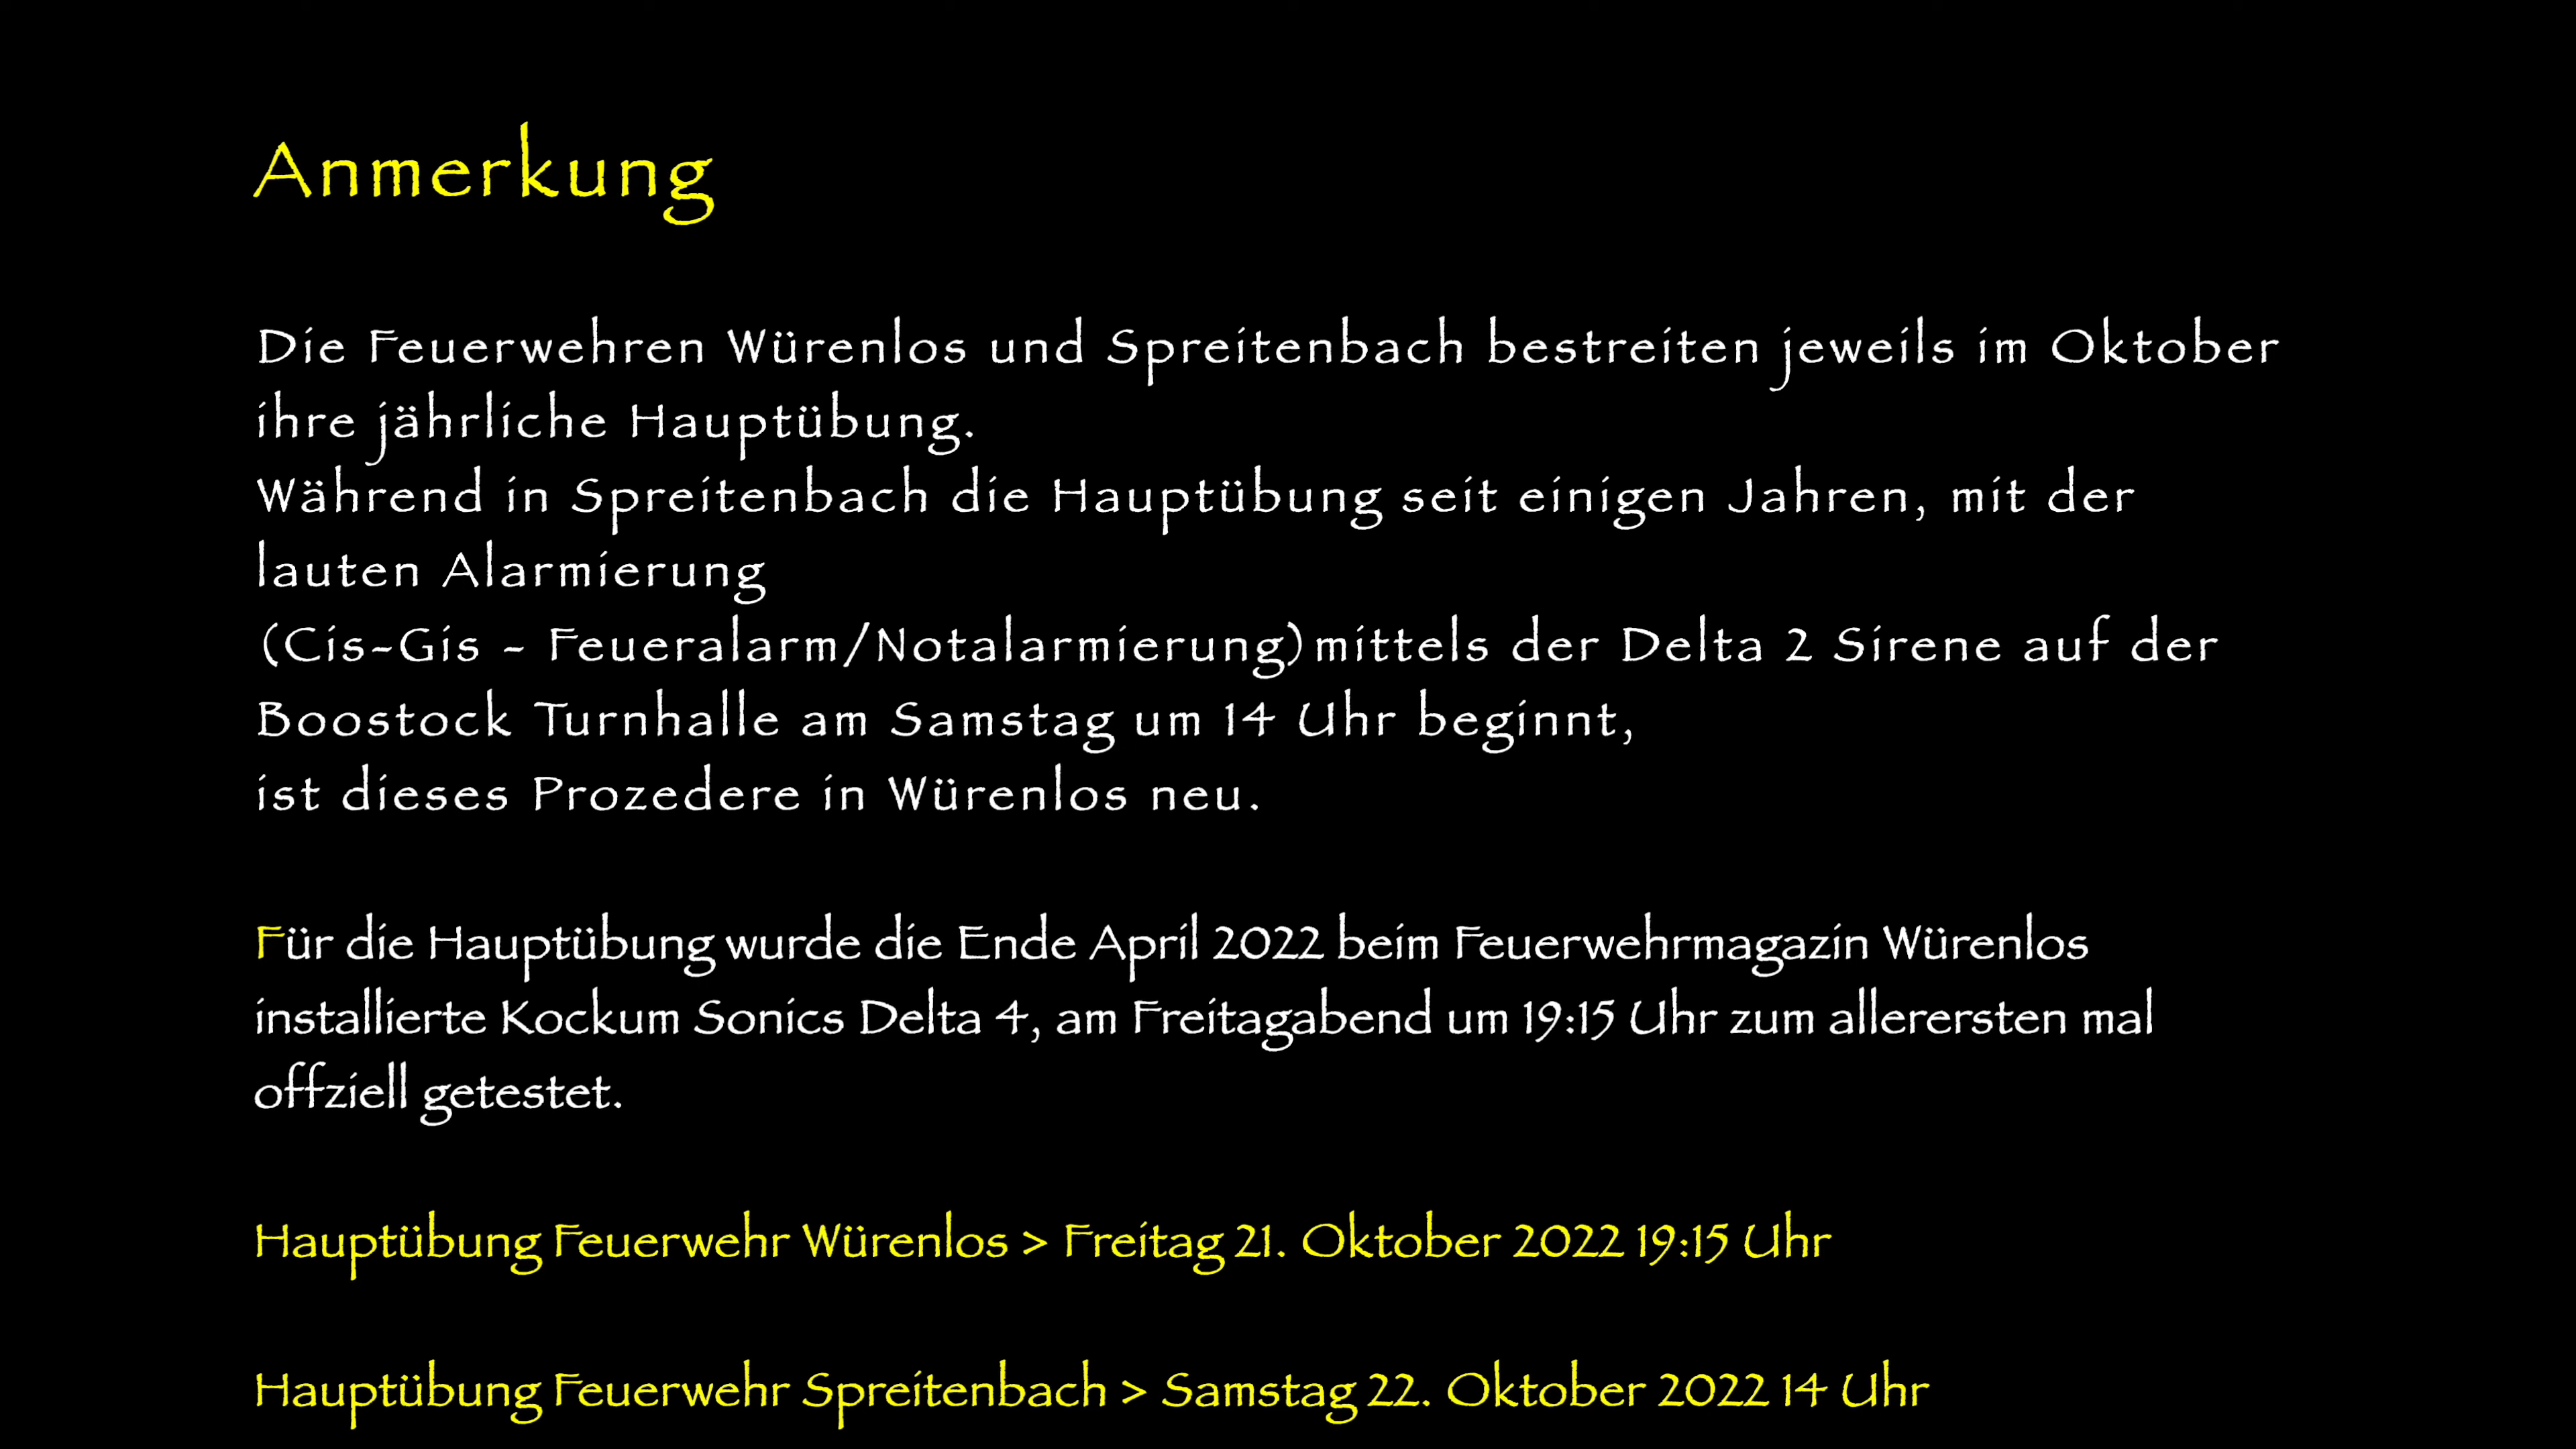 Anmerkung
Die Feuerwehren Würenlos und Spreitenbach bestreiten jeweils im Oktober
ihre jährliche Hauptübung.
Während in Spreitenbach die Hauptübung seit einigen Jahren, mit der
lauten Alarmierung
(Cis-Gis - Feueralarm/Notalarmierung)mittels der Delta 2 Sirene auf der
Boostock Turnhalle am Samstag um 14 Uhr beginnt,
ist dieses Prozedere in Würenlos neu.
Für die Hauptübung wurde die Ende April 2022 beim Feuerwehrmagazin Würenlos
installierte Kockum Sonics Delta 4, am Freitagabend um 19:15 Uhr zum allerersten mal
offziell getestet.
Hauptübung Feuerwehr Würenlos > Freitag 21. Oktober 2022 19:15 Uhr
Hauptübung Feuerwehr Spreitenbach > Samstag 22. Oktober 2022 14 Uhr